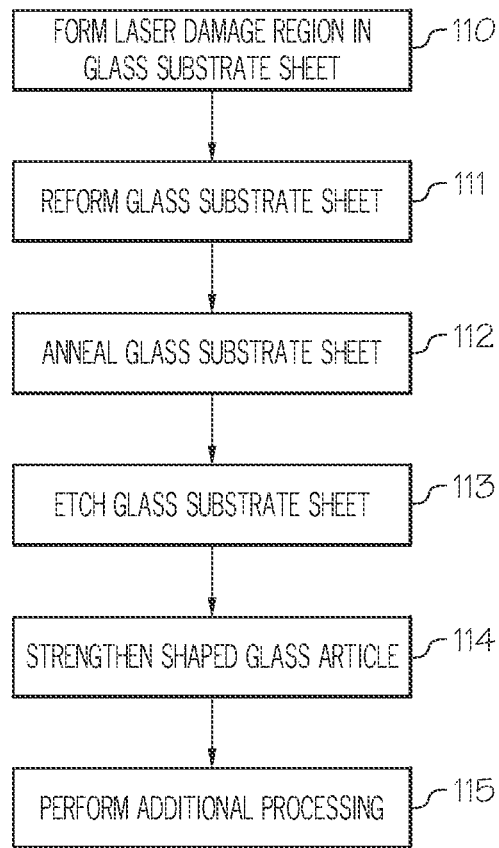 FORM LASER DAMAGE REGION IN
GLASS SUBSTRATE SHEET
110
REFORM GLASS SUBSTRATE SHEET
111
ANNEAL GLASS SUBSTRATE SHEET
112
ETCH GLASS SUBSTRATE SHEET
113
STRENGTHEN SHAPED GLASS ARTICLE
114
PERFORM ADDITIONAL PROCESSING
115